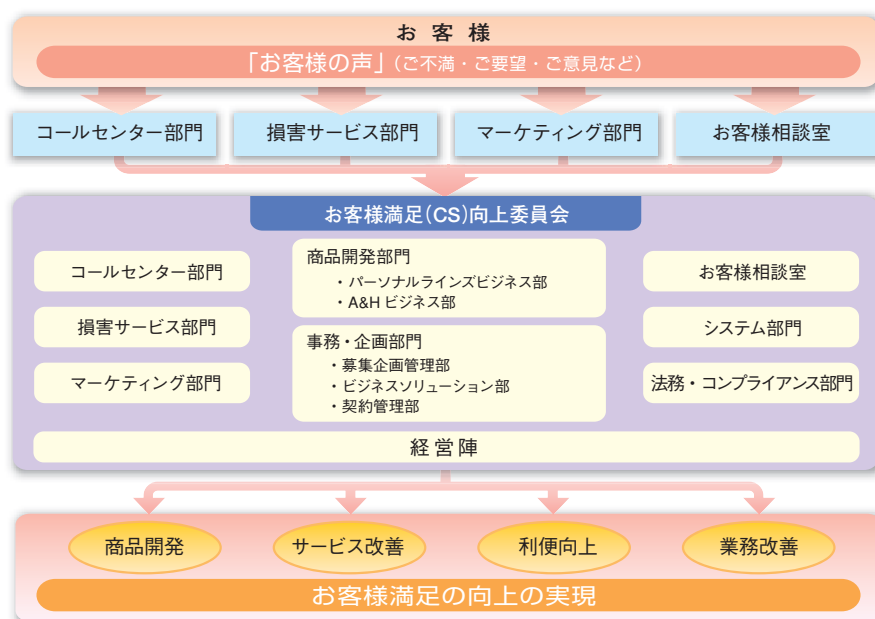 お客様
「お客様の声」(ご不満・ご要望・ご意見など)
コールセンター部門
損害サービス部門
マーケティング部門
お客様相談室
お客様満足(CS)向上委員会
コールセンター部門
損害サービス部門
マーケティング部門
商品開発部門
・パーソナルラインズビジネス部
・A&Hビジネス部
事務・企画部門
・募集企画管理部
・ビジネスソリューション部
・契約管理部
お客様相談室
システム部門
法務・コンプライアンス部門
経営陣
商品開発
サービス改善
利便向上
業務改善
お客様満足の向上の実現